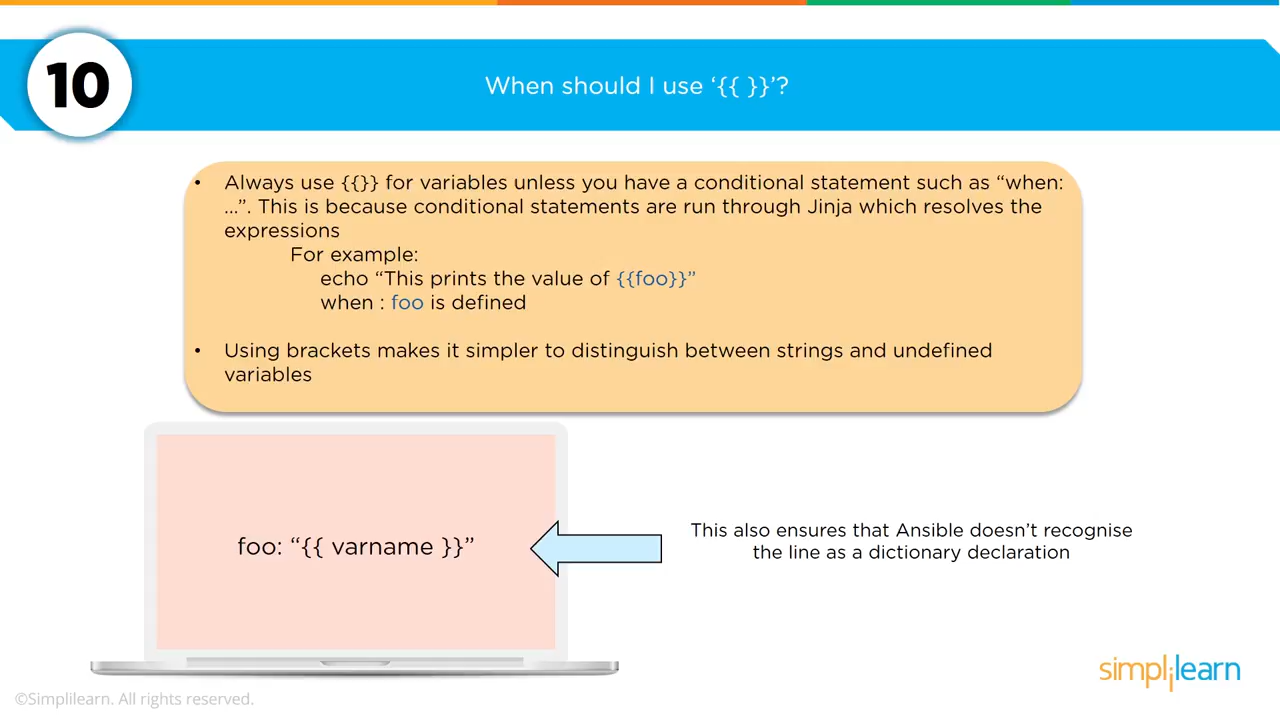 10
When should I use ‘{{ }}’?
• Always use {{}} for variables unless you have a conditional statement such as “when:
...”. This is because conditional statements are run through Jinja which resolves the
expressions
For example:
echo “This prints the value of {{foo}}”
when : foo is defined
• Using brackets makes it simpler to distinguish between strings and undefined
variables
foo: “{{ varname }}”
This also ensures that Ansible doesn’t recognise
the line as a dictionary declaration
simplilearn
©Simplilearn. All rights reserved.